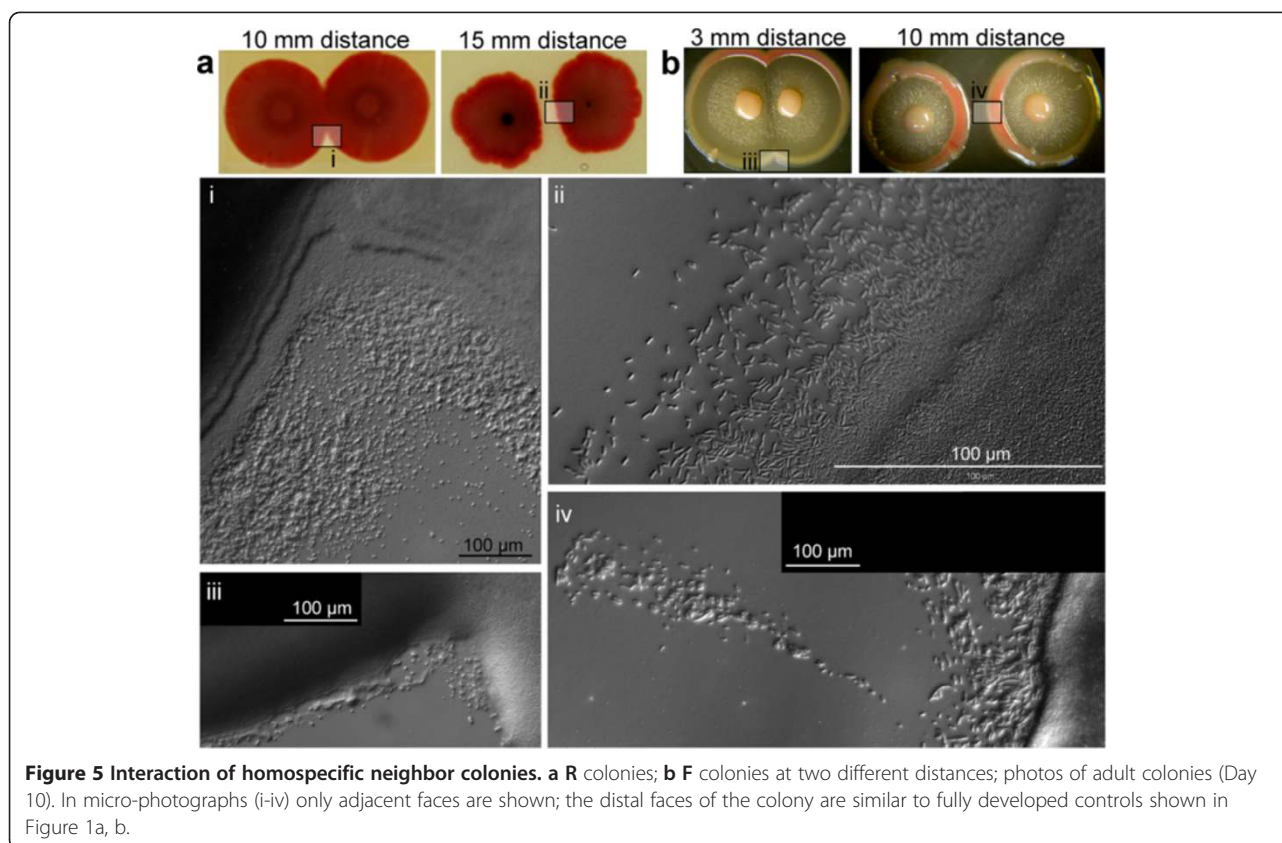 10 mm distance 15 mm distance 3 mm distance 10 mm distance
a b
ii iv
i iii
i ii
100 µm
100 µm
100 µm
iv
100 µm
iii
100 µm
Figure 5 Interaction of homospecific neighbor colonies. a R colonies; b F colonies at two different distances; photos of adult colonies (Day
10). In micro-photographs (i-iv) only adjacent faces are shown; the distal faces of the colony are similar to fully developed controls shown in
Figure 1a, b.